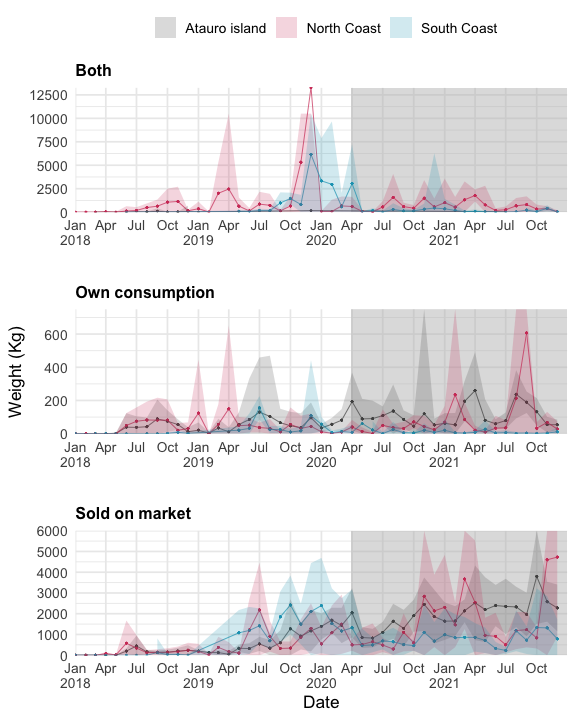 Atauro island North Coast South Coast
Both
12500
10000
7500
5000
2500
0
Jan Apr Jul Oct Jan Apr Jul Oct Jan Apr Jul Oct Jan Apr Jul Oct
2018 2019 2020 2021
Own consumption
600
400
200
0
Jan Apr Jul Oct Jan Apr Jul Oct Jan Apr Jul Oct Jan Apr Jul Oct
2018 2019 2020 2021
Weight (Kg)
Sold on market
6000
5000
4000
3000
2000
1000
0
Jan Apr Jul Oct Jan Apr Jul Oct Jan Apr Jul Oct Jan Apr Jul Oct
2018 2019 2020 2021
Date